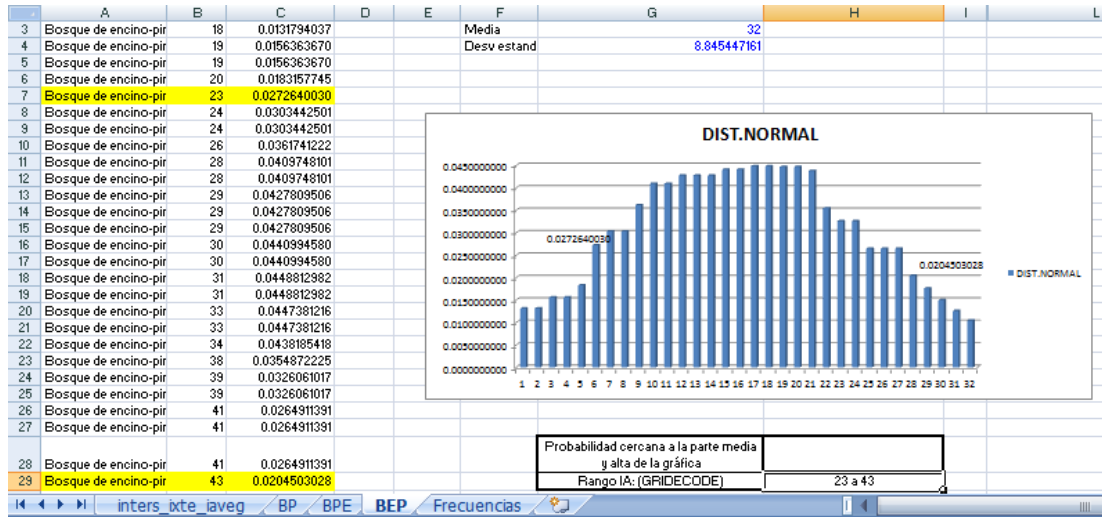 A B C D E F G H I L
3 Bosque de encino-pir 18 0.0131794037 Media 32
4 Bosque de encino-pir 19 0.0156363670 Desv estand 8.845447161
5 Bosque de encino-pir 19 0.0156363670
6 Bosque de encino-pir 20 0.0183157745
7 Bosque de encino-pir 23 0.0272640030
8 Bosque de encino-pir 24 0.0303442501
9 Bosque de encino-pir 24 0.0303442501
10 Bosque de encino-pir 26 0.0361741222
11 Bosque de encino-pir 28 0.0409748101
12 Bosque de encino-pir 28 0.0409748101
13 Bosque de encino-pir 29 0.0427809506
14 Bosque de encino-pir 29 0.0427809506
15 Bosque de encino-pir 29 0.0427809506
16 Bosque de encino-pir 30 0.0440994580
17 Bosque de encino-pir 30 0.0440994580
18 Bosque de encino-pir 31 0.0448812982
19 Bosque de encino-pir 31 0.0448812982
20 Bosque de encino-pir 33 0.0447381216
21 Bosque de encino-pir 33 0.0447381216
22 Bosque de encino-pir 34 0.0438185418
23 Bosque de encino-pir 38 0.0354872225
24 Bosque de encino-pir 39 0.0326061017
25 Bosque de encino-pir 39 0.0326061017
26 Bosque de encino-pir 41 0.0264911391
27 Bosque de encino-pir 41 0.0264911391
28 Bosque de encino-pir 41 0.0264911391
29 Bosque de encino-pir 43 0.0204503028
DIST.NORMAL
0.0450000000
0.0400000000
0.0350000000
0.0300000000
0.0250000000
0.0200000000
0.0150000000
0.0100000000
0.0050000000
0.0000000000
0.0272640030
0.0204503028
DIST.NORMAL
1 2 3 4 5 6 7 8 9 10 11 12 13 14 15 16 17 18 19 20 21 22 23 24 25 26 27 28 29 30 31 32
Probabilidad cercana a la parte media
y alta de la gráfica
Rango IA: (GRIDECODE) 23 a 43
inters_ixte_iaveg BP BPE BEP Frecuencias